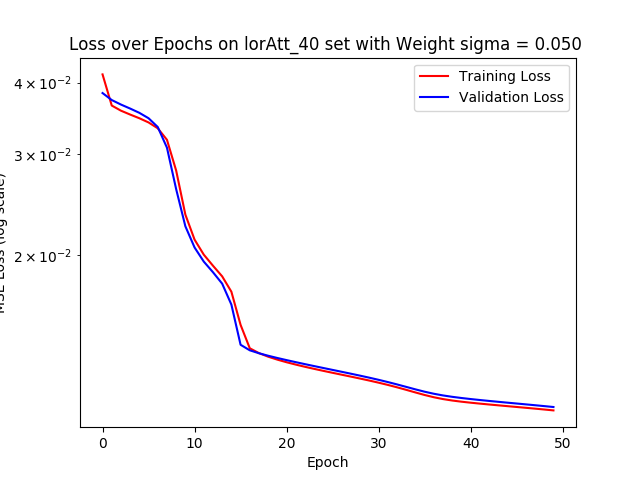 Loss over Epochs on lorAtt_40 set with Weight sigma = 0.050
Training Loss
Validation Loss
4 × 10⁻²
3 × 10⁻²
2 × 10⁻²
MSE Loss (log scale)
0 10 20 30 40 50
Epoch